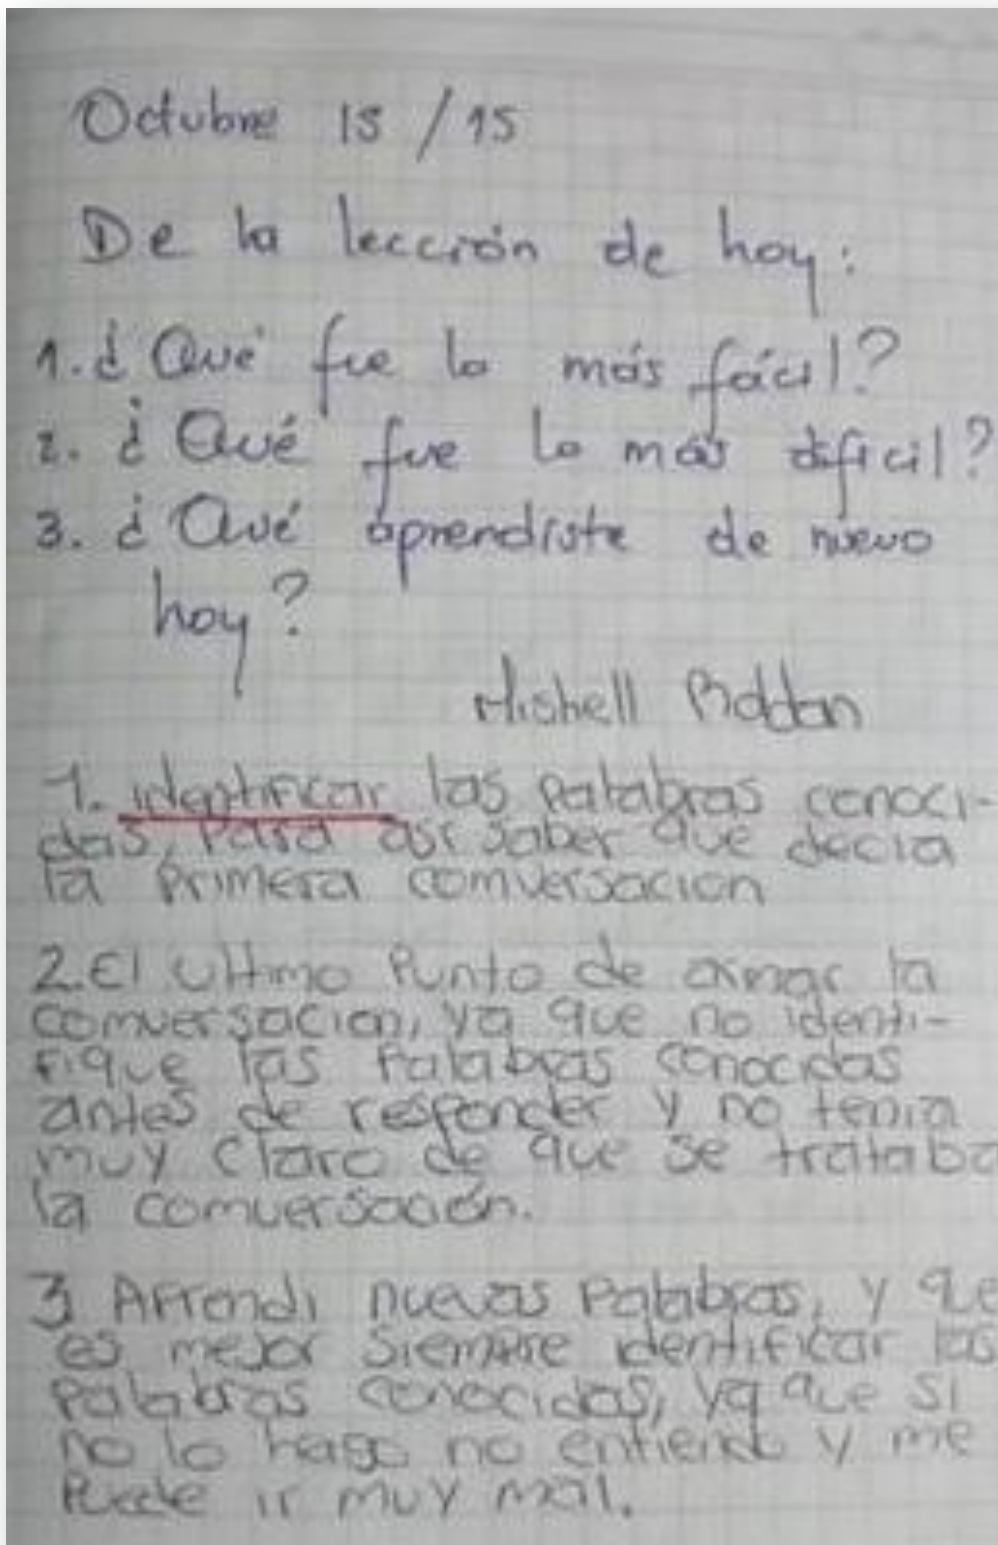 Octubre 15 / 15
De la lección de hoy:
1. ¿Qué fue lo más fácil?
2. ¿Qué fue lo más dificil?
3. ¿Qué aprendiste de nuevo
hoy?
Mishell
1. identificar las palabras conoci-
das, para asi saber que decia
la primera comversacion
2. El ultimo Punto de armar la
comversacion, ya que no identi-
fique las Palabras conocidas
antes de responder y no tenia
muy claro de que se trataba
la comversación.
3 Aprendi nuevas Palabras, y que
es mejor siempre identificar las
palabras conocidas, ya que si
no lo hago no entiendo y me
Puede ir muy mal.